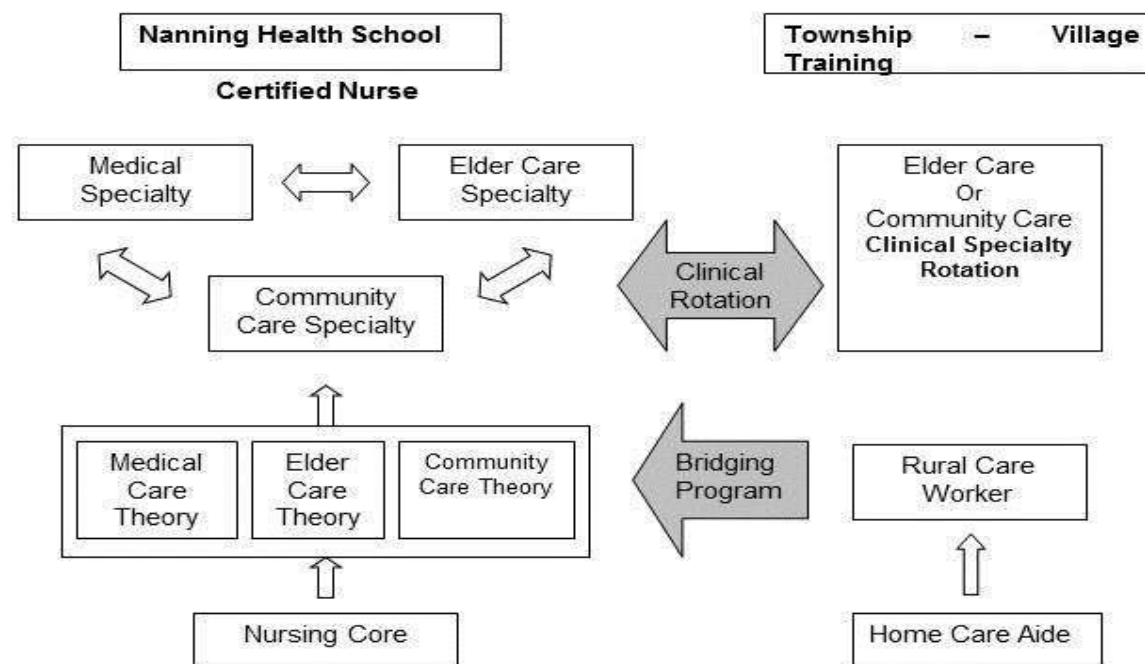 Nanning Health School
Township – Village
Training
Certified Nurse
Medical
Specialty
Elder Care
Specialty
Elder Care
Or
Community Care
Clinical Specialty
Rotation
Clinical
Rotation
Community
Care Specialty
Medical
Care
Theory
Elder
Care
Theory
Community
Care Theory
Bridging
Program
Rural Care
Worker
Nursing Core
Home Care Aide